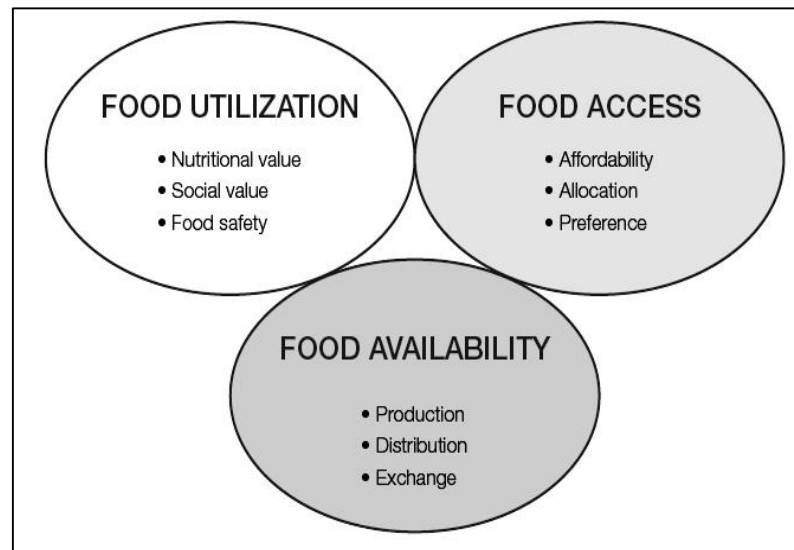 FOOD UTILIZATION
• Nutritional value
• Social value
• Food safety
FOOD ACCESS
• Affordability
• Allocation
• Preference
FOOD AVAILABILITY
• Production
• Distribution
• Exchange